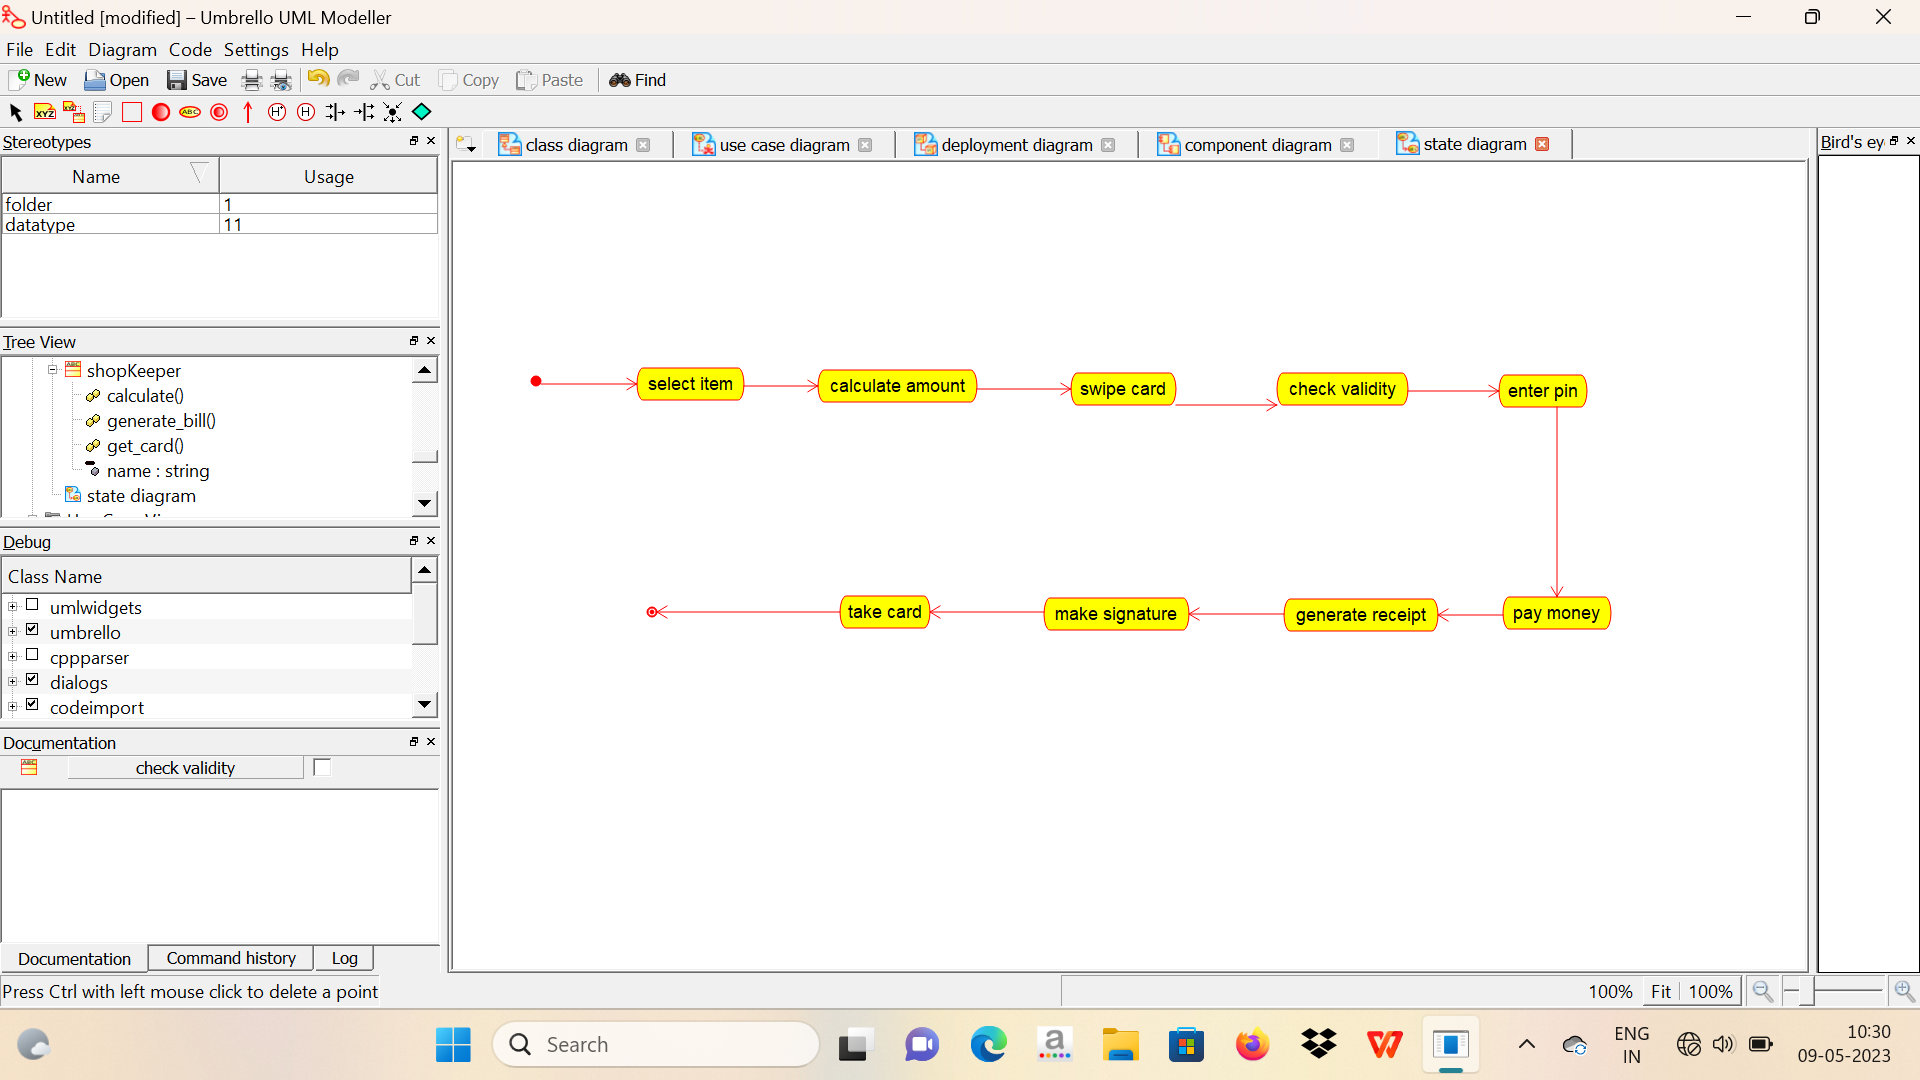 Untitled [modified] – Umbrello UML Modeller
File Edit Diagram Code Settings Help
New Open Save Cut Copy Paste Find
XYZ XYZ ABC H* H
Stereotypes
Name Usage
folder 1
datatype 11
Tree View
shopKeeper
calculate()
generate_bill()
get_card()
name : string
state diagram
Debug
Class Name
umlwidgets
umbrello
cppparser
dialogs
codeimport
Documentation
check validity
Documentation Command history Log
Press Ctrl with left mouse click to delete a point
class diagram use case diagram deployment diagram component diagram state diagram
Bird's ey
select item calculate amount swipe card check validity enter pin
take card make signature generate receipt pay money
100% Fit 100%
Search
ENG
IN
10:30
09-05-2023